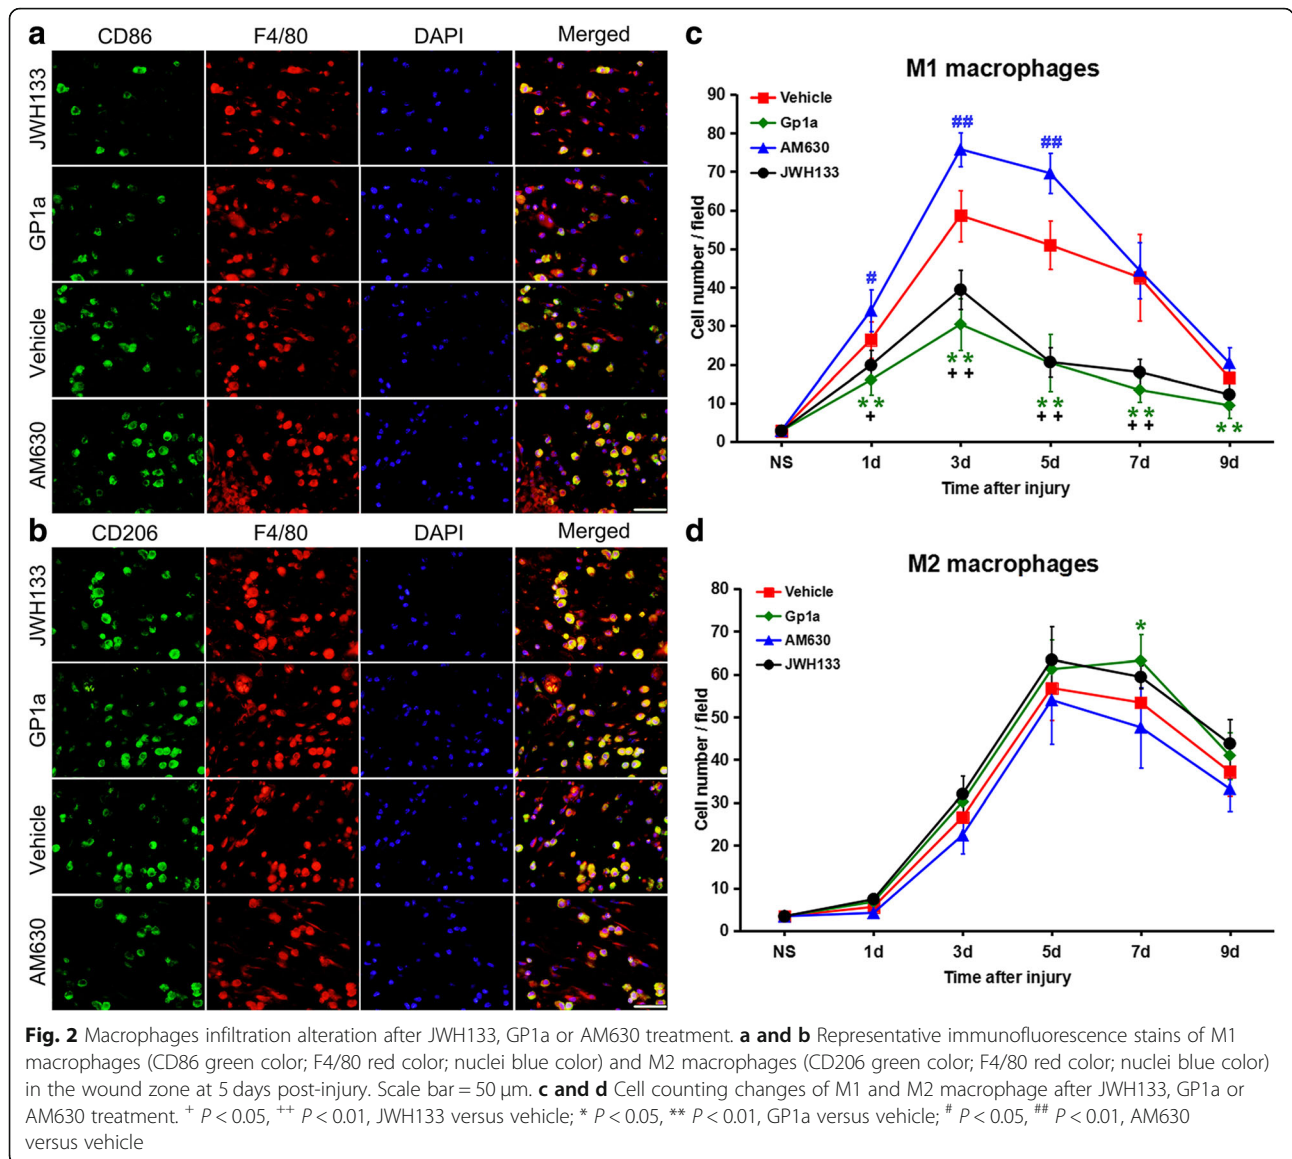 a
CD86 F4/80 DAPI Merged
JWH133
GP1a
Vehicle
AM630
b
CD206 F4/80 DAPI Merged
JWH133
GP1a
Vehicle
AM630
c
M1 macrophages
Vehicle
Gp1a
AM630
JWH133
Cell number / field
90
80
70
60
50
40
30
20
10
0
# ## ##
** ** ** ** **
+ ++ ++ ++
NS 1d 3d 5d 7d 9d
Time after injury
d
M2 macrophages
Vehicle
Gp1a
AM630
JWH133
Cell number / field
80
70
60
50
40
30
20
10
0
*
NS 1d 3d 5d 7d 9d
Time after injury
Fig. 2 Macrophages infiltration alteration after JWH133, GP1a or AM630 treatment. a and b Representative immunofluorescence stains of M1
macrophages (CD86 green color; F4/80 red color; nuclei blue color) and M2 macrophages (CD206 green color; F4/80 red color; nuclei blue color)
in the wound zone at 5 days post-injury. Scale bar = 50 μm. c and d Cell counting changes of M1 and M2 macrophage after JWH133, GP1a or
AM630 treatment. + P < 0.05, ++ P < 0.01, JWH133 versus vehicle; * P < 0.05, ** P < 0.01, GP1a versus vehicle; # P < 0.05, ## P < 0.01, AM630
versus vehicle